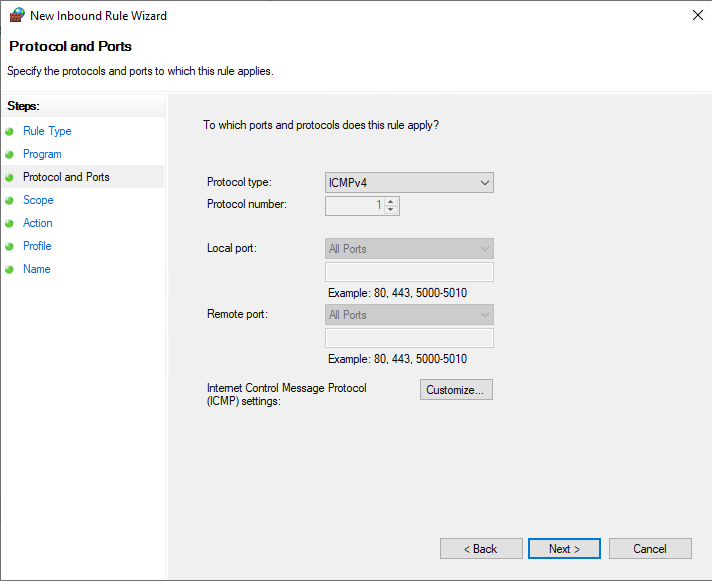 New Inbound Rule Wizard
Protocol and Ports
Specify the protocols and ports to which this rule applies.
Steps:
Rule Type
Program
Protocol and Ports
Scope
Action
Profile
Name
To which ports and protocols does this rule apply?
Protocol type: ICMPv4
Protocol number: 1
Local port: All Ports
Example: 80, 443, 5000-5010
Remote port: All Ports
Example: 80, 443, 5000-5010
Internet Control Message Protocol
(ICMP) settings:
Customize...
< Back Next > Cancel